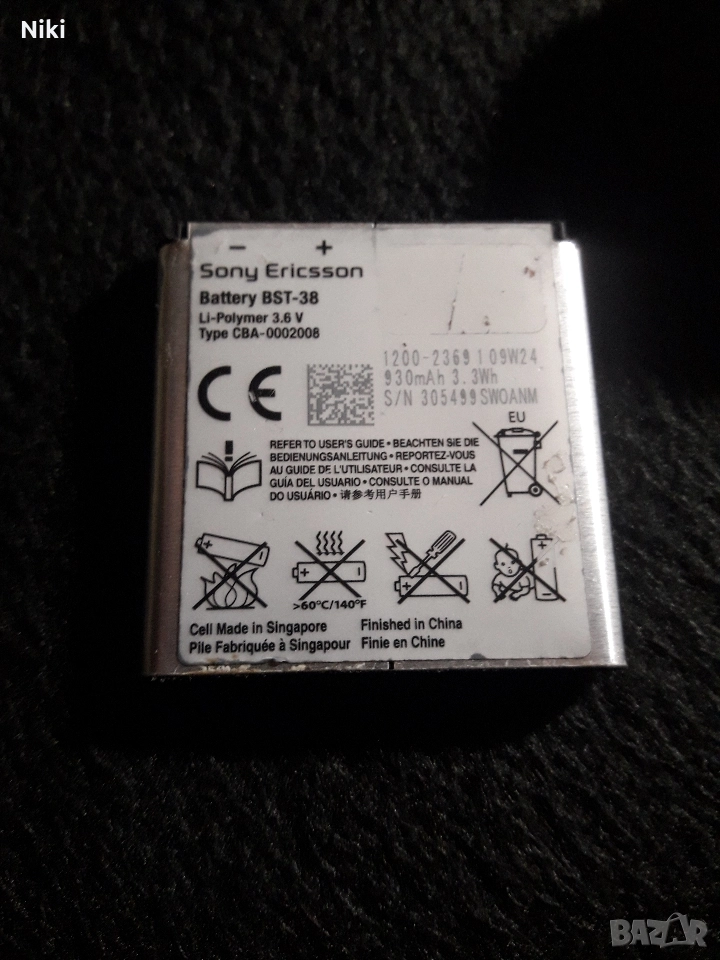 Niki
− +
Sony Ericsson
Battery BST-38
Li-Polymer 3.6 V
Type CBA-0002008
1200-2369 1 09W24
930mAh 3.3Wh
S/N 305499SWOANM
CE
EU
REFER TO USER'S GUIDE • BEACHTEN SIE DIE
BEDIENUNGSANLEITUNG • REPORTEZ-VOUS
AU GUIDE DE L'UTILISATEUR • CONSULTE LA
GUÍA DEL USUARIO • CONSULTE O MANUAL
DO USUÁRIO • 请参考用户手册
>60°C/140°F
Cell Made in Singapore
Pile Fabriquée à Singapour
Finished in China
Finie en Chine
BAZAR